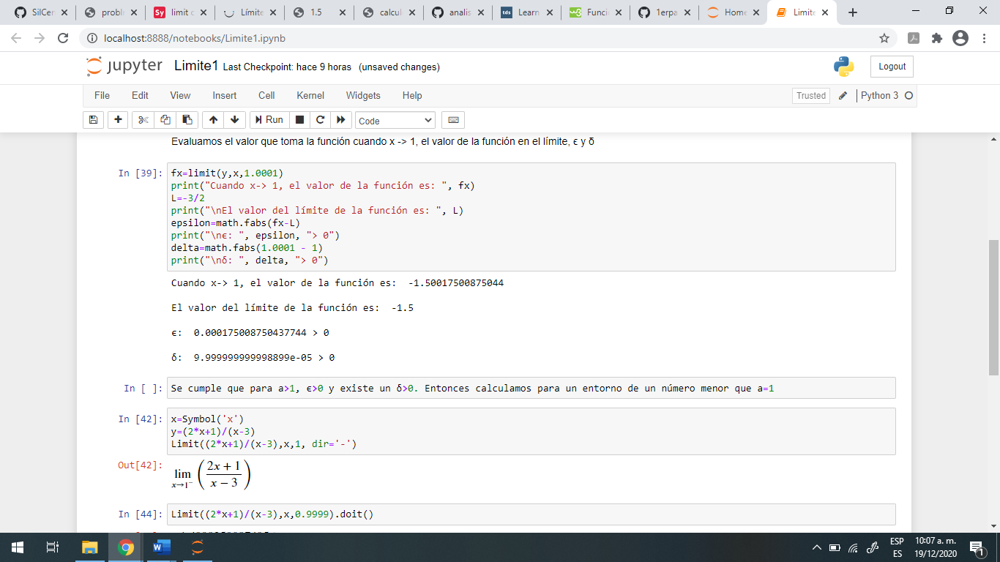 SilCer
proble
Sy limit c
Límite
1.5
calcul
analis
tds Learn
Funci
1erpa
Home
Limite
localhost:8888/notebooks/Limite1.ipynb
jupyter Limite1 Last Checkpoint: hace 9 horas (unsaved changes)
Logout
File Edit View Insert Cell Kernel Widgets Help
Trusted Python 3
Run Code
Evaluamos el valor que toma la función cuando x -> 1, el valor de la función en el límite, ϵ y δ
In [39]: fx=limit(y,x,1.0001)
print("Cuando x-> 1, el valor de la función es: ", fx)
L=-3/2
print("\nEl valor del límite de la función es: ", L)
epsilon=math.fabs(fx-L)
print("\nϵ: ", epsilon, "> 0")
delta=math.fabs(1.0001 - 1)
print("\nδ: ", delta, "> 0")
Cuando x-> 1, el valor de la función es:  -1.50017500875044
El valor del límite de la función es:  -1.5
ϵ:  0.000175008750437744 > 0
δ:  9.999999999998899e-05 > 0
In [ ]: Se cumple que para a>1, ϵ>0 y existe un δ>0. Entonces calculamos para un entorno de un número menor que a=1
In [42]: x=Symbol('x')
y=(2*x+1)/(x-3)
Limit((2*x+1)/(x-3),x,1, dir='-')
Out[42]: lim x→1⁻ (2x + 1 / x − 3)
In [44]: Limit((2*x+1)/(x-3),x,0.9999).doit()
ESP 10:07 a. m.
ES 19/12/2020
1